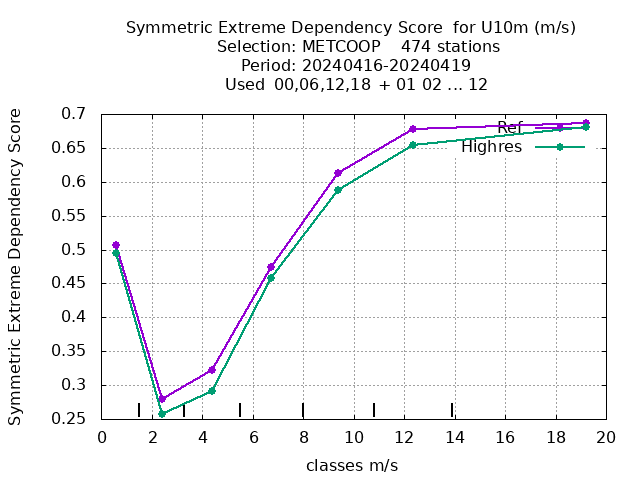 Symmetric Extreme Dependency Score  for U10m (m/s)
Selection: METCOOP    474 stations
Period: 20240416-20240419
Used  00,06,12,18  + 01 02 ... 12
Symmetric Extreme Dependency Score
0.7
0.65
0.6
0.55
0.5
0.45
0.4
0.35
0.3
0.25
Ref
Highres
0 2 4 6 8 10 12 14 16 18 20
classes m/s